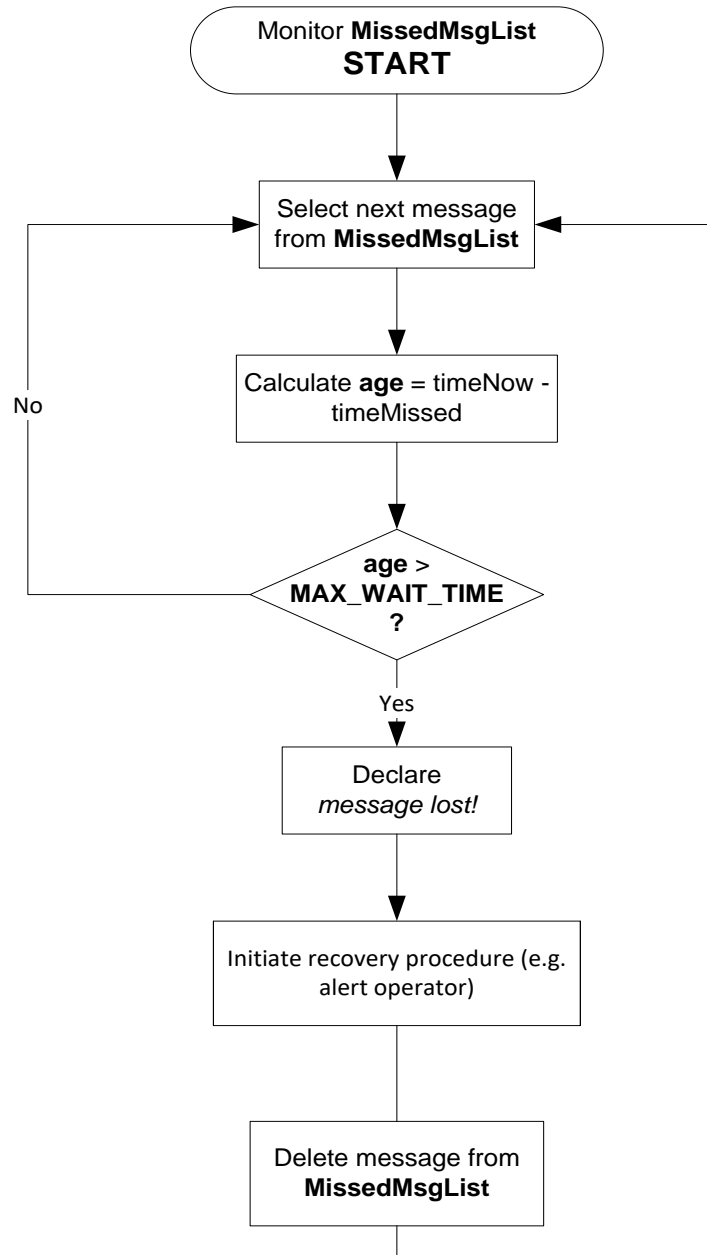 Monitor MissedMsgList
START
Select next message
from MissedMsgList
Calculate age = timeNow -
timeMissed
No
age >
MAX_WAIT_TIME
?
Yes
Declare
message lost!
Initiate recovery procedure (e.g.
alert operator)
Delete message from
MissedMsgList